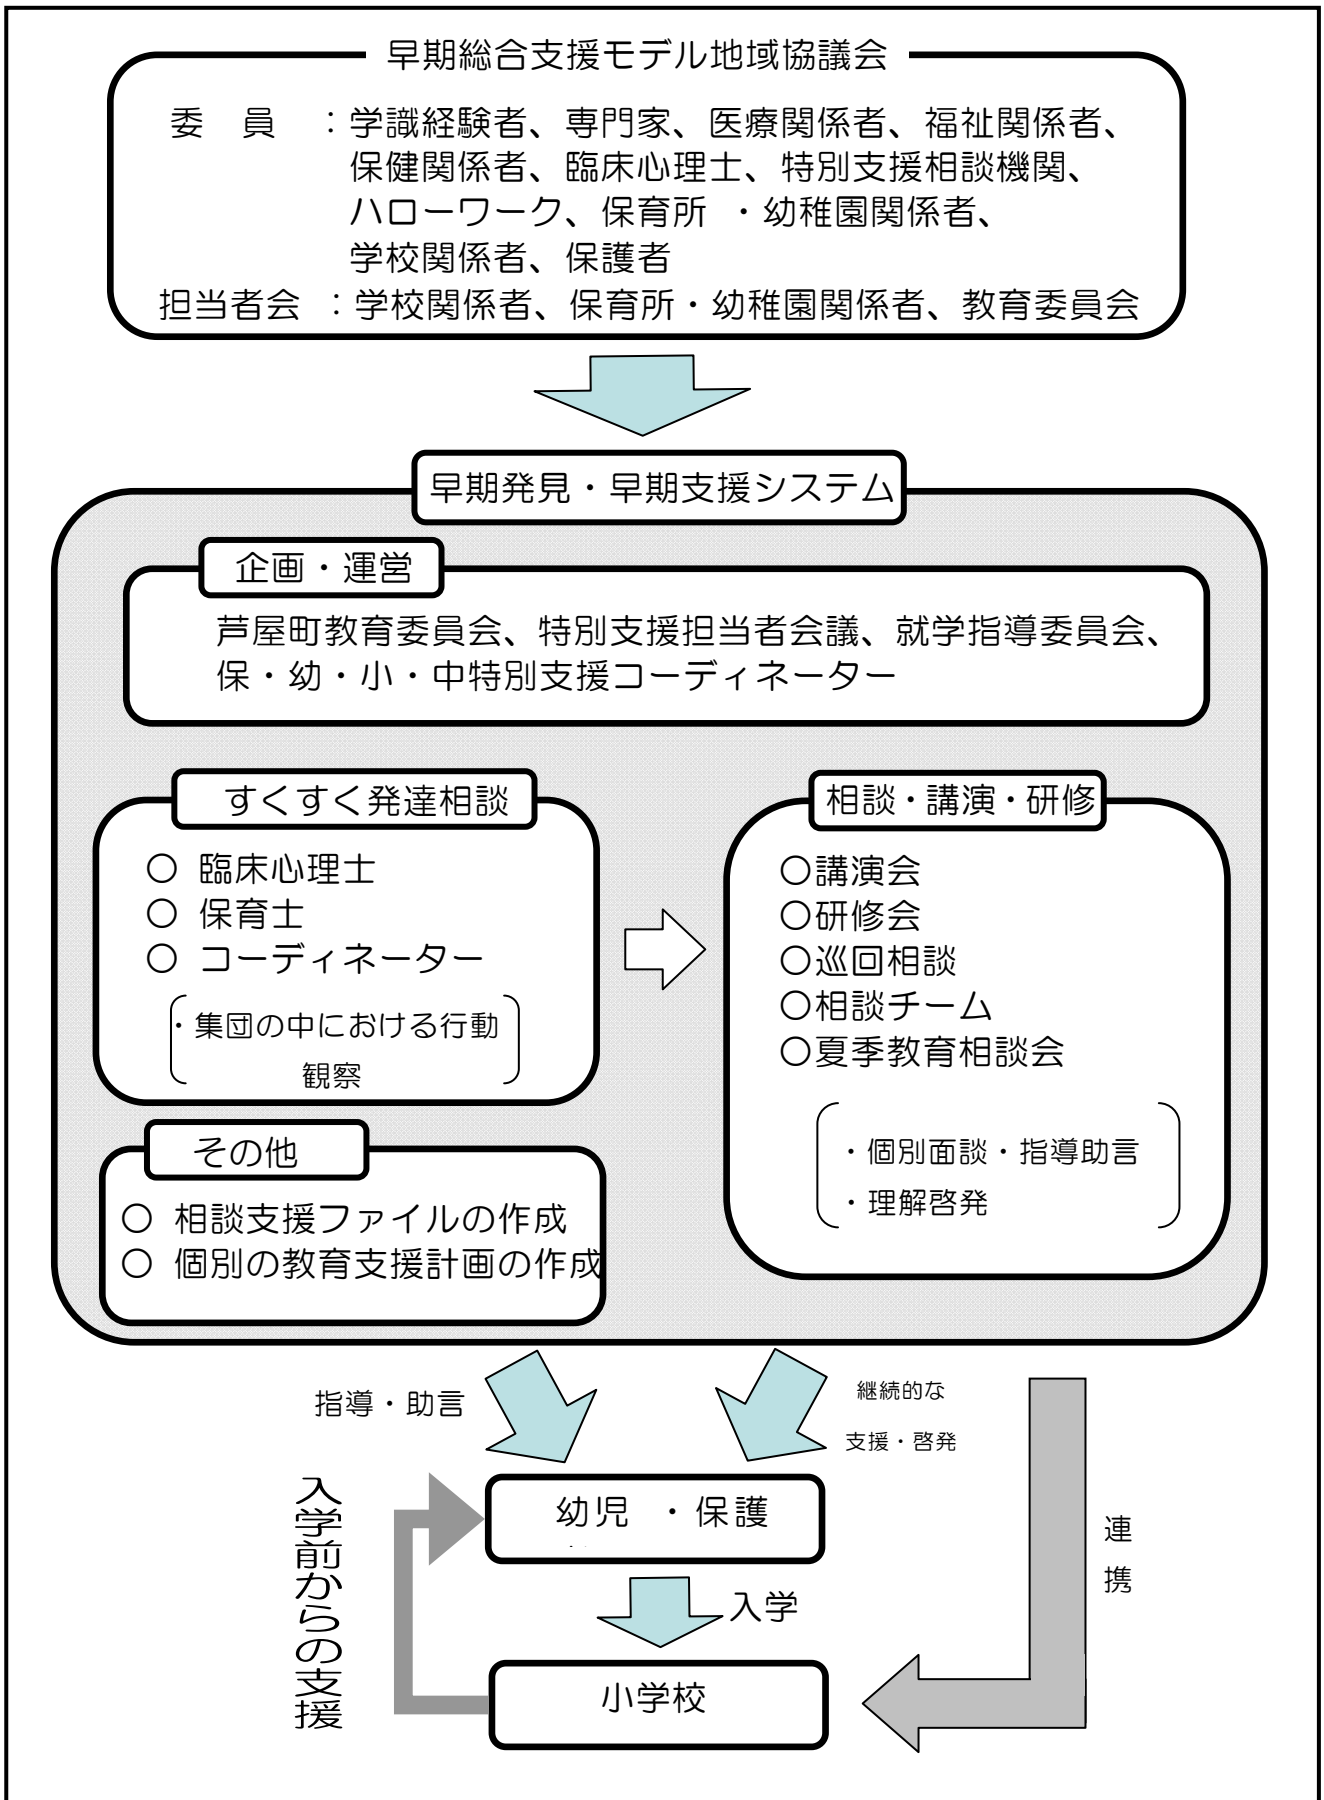 早期総合支援モデル地域協議会
委　員　：学識経験者、専門家、医療関係者、福祉関係者、
保健関係者、臨床心理士、特別支援相談機関、
ハローワーク、保育所 ・幼稚園関係者、
学校関係者、保護者
担当者会 ：学校関係者、保育所・幼稚園関係者、教育委員会
早期発見・早期支援システム
企画・運営
芦屋町教育委員会、特別支援担当者会議、就学指導委員会、
保・幼・小・中特別支援コーディネーター
すくすく発達相談
○ 臨床心理士
○ 保育士
○ コーディネーター
・集団の中における行動
観察
相談・講演・研修
○講演会
○研修会
○巡回相談
○相談チーム
○夏季教育相談会
・個別面談・指導助言
・理解啓発
その他
○ 相談支援ファイルの作成
○ 個別の教育支援計画の作成
指導・助言
継続的な
支援・啓発
入学前からの支援
幼児 ・保護
連携
入学
小学校